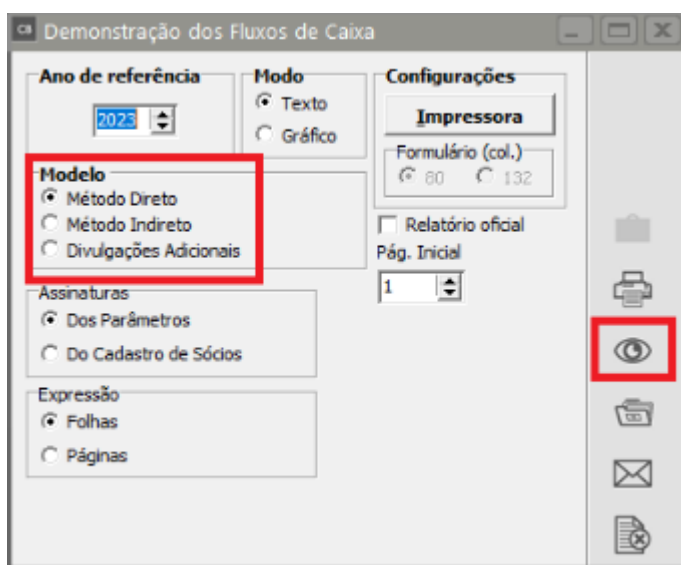 CB Demonstração dos Fluxos de Caixa
Ano de referência
2023
Modo
Texto
Gráfico
Configurações
Impressora
Formulário (col.)
80 132
Modelo
Método Direto
Método Indireto
Divulgações Adicionais
Relatório oficial
Pág. Inicial
1
Assinaturas
Dos Parâmetros
Do Cadastro de Sócios
Expressão
Folhas
Páginas